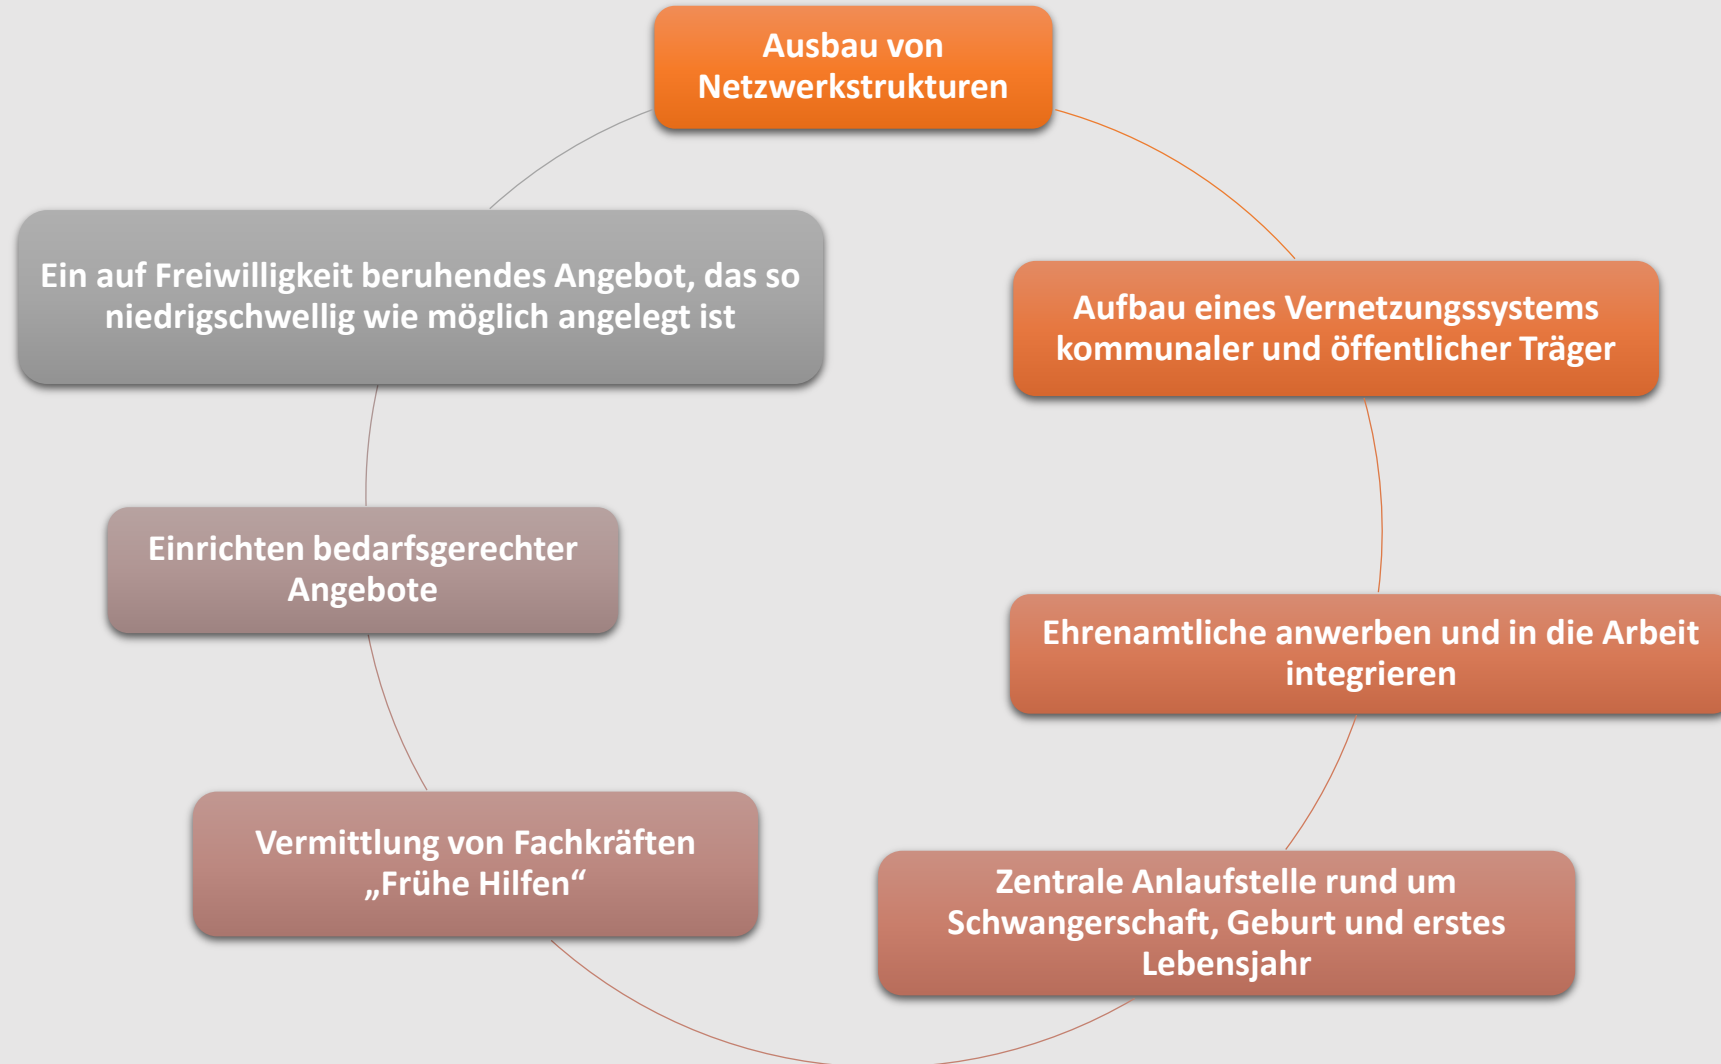 Ausbau von
Netzwerkstrukturen
Aufbau eines Vernetzungssystems
kommunaler und öffentlicher Träger
Ehrenamtliche anwerben und in die Arbeit
integrieren
Zentrale Anlaufstelle rund um
Schwangerschaft, Geburt und erstes
Lebensjahr
Vermittlung von Fachkräften
„Frühe Hilfen“
Einrichten bedarfsgerechter
Angebote
Ein auf Freiwilligkeit beruhendes Angebot, das so
niedrigschwellig wie möglich angelegt ist